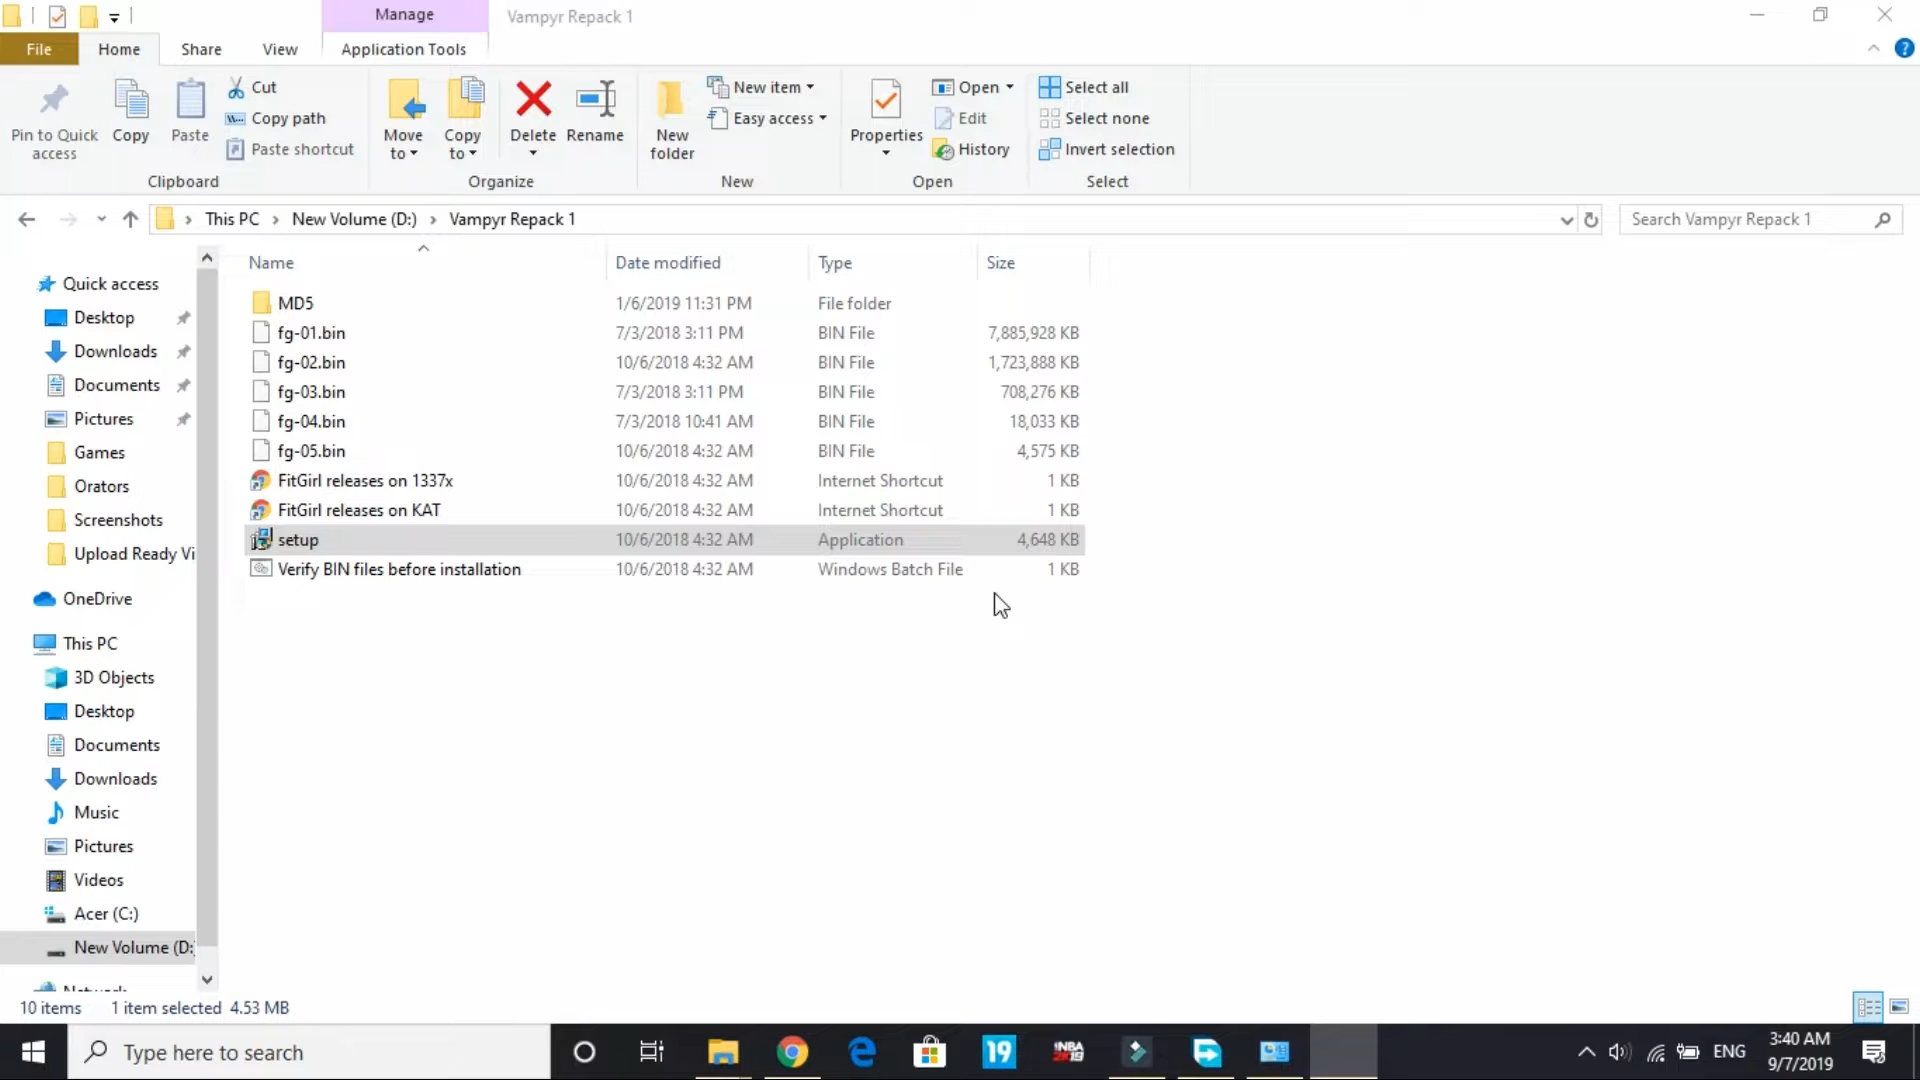 Manage
Vampyr Repack 1
File
Home
Share
View
Application Tools
Pin to Quick access
Copy
Paste
Cut
Copy path
Paste shortcut
Clipboard
Move to
Copy to
Delete
Rename
Organize
New folder
New item
Easy access
New
Properties
Open
Edit
History
Open
Select all
Select none
Invert selection
Select
This PC > New Volume (D:) > Vampyr Repack 1
Search Vampyr Repack 1
Name Date modified Type Size
MD5 1/6/2019 11:31 PM File folder
fg-01.bin 7/3/2018 3:11 PM BIN File 7,885,928 KB
fg-02.bin 10/6/2018 4:32 AM BIN File 1,723,888 KB
fg-03.bin 7/3/2018 3:11 PM BIN File 708,276 KB
fg-04.bin 7/3/2018 10:41 AM BIN File 18,033 KB
fg-05.bin 10/6/2018 4:32 AM BIN File 4,575 KB
FitGirl releases on 1337x 10/6/2018 4:32 AM Internet Shortcut 1 KB
FitGirl releases on KAT 10/6/2018 4:32 AM Internet Shortcut 1 KB
setup 10/6/2018 4:32 AM Application 4,648 KB
Verify BIN files before installation 10/6/2018 4:32 AM Windows Batch File 1 KB
Quick access
Desktop
Downloads
Documents
Pictures
Games
Orators
Screenshots
Upload Ready Vi
OneDrive
This PC
3D Objects
Desktop
Documents
Downloads
Music
Pictures
Videos
Acer (C:)
New Volume (D:)
Network
10 items 1 item selected 4.53 MB
Type here to search
19
NBA
2K19
ENG
3:40 AM
9/7/2019